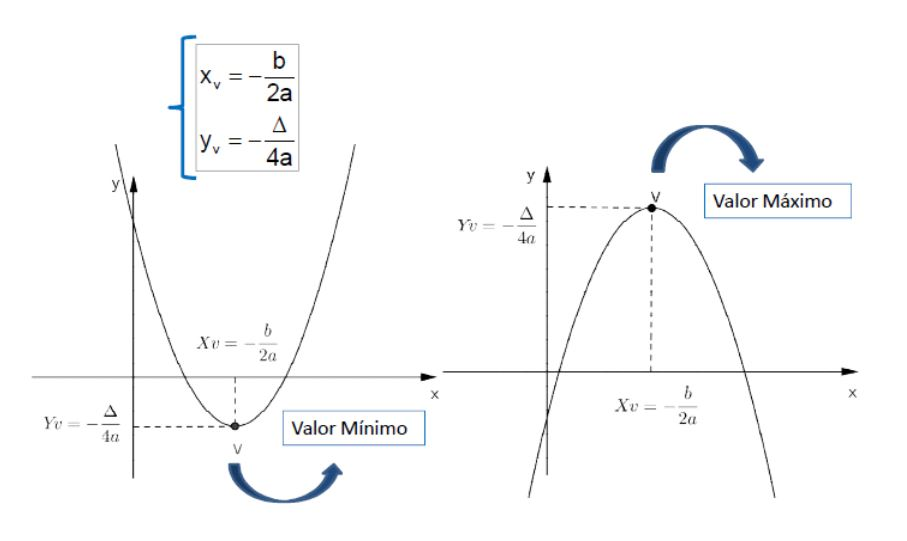 x_v = -b/2a
y_v = -Δ/4a
y
Xv = -b/2a
x
Yv = -Δ/4a
V
Valor Mínimo
y
V
Valor Máximo
Yv = -Δ/4a
x
Xv = -b/2a